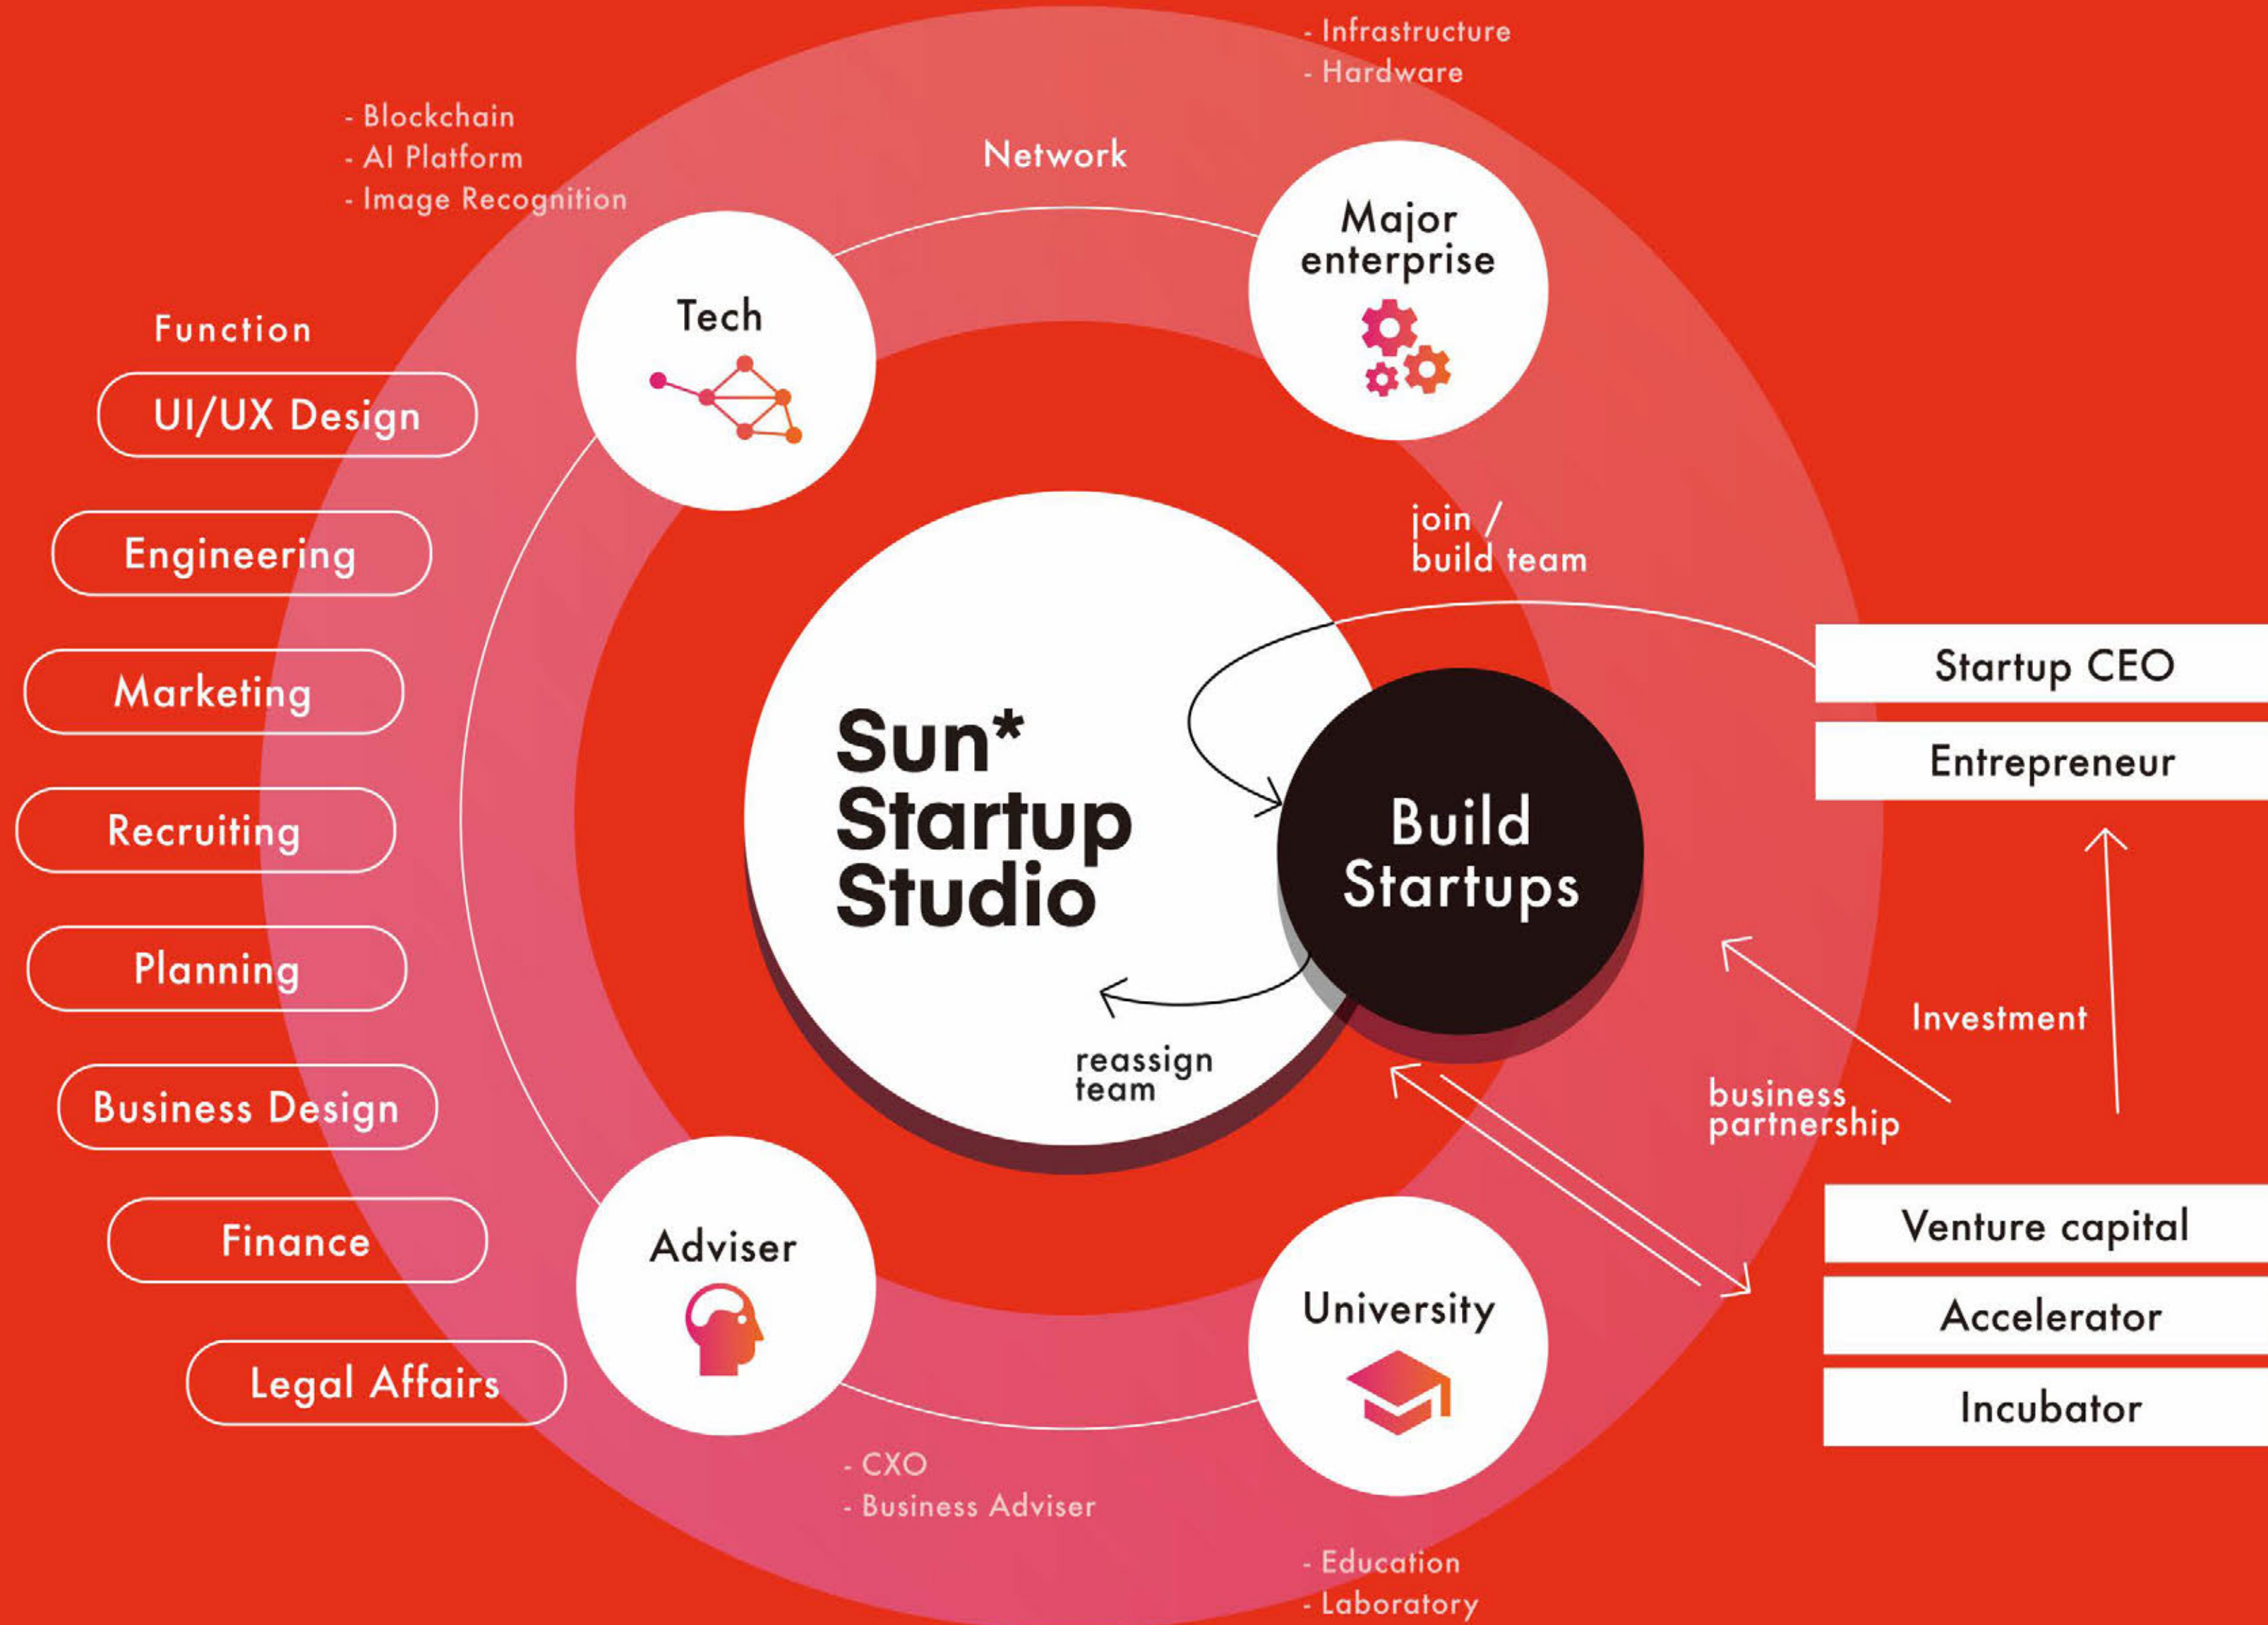 - Infrastructure
- Hardware
- Blockchain
- AI Platform
- Image Recognition
Network
Major
enterprise
Tech
Function
UI/UX Design
Engineering
Marketing
Recruiting
Planning
Business Design
Finance
Legal Affairs
join /
build team
Startup CEO
Entrepreneur
Sun*
Startup
Studio
Build
Startups
reassign
team
Investment
business
partnership
Venture capital
Accelerator
Incubator
Adviser
University
- CXO
- Business Adviser
- Education
- Laboratory